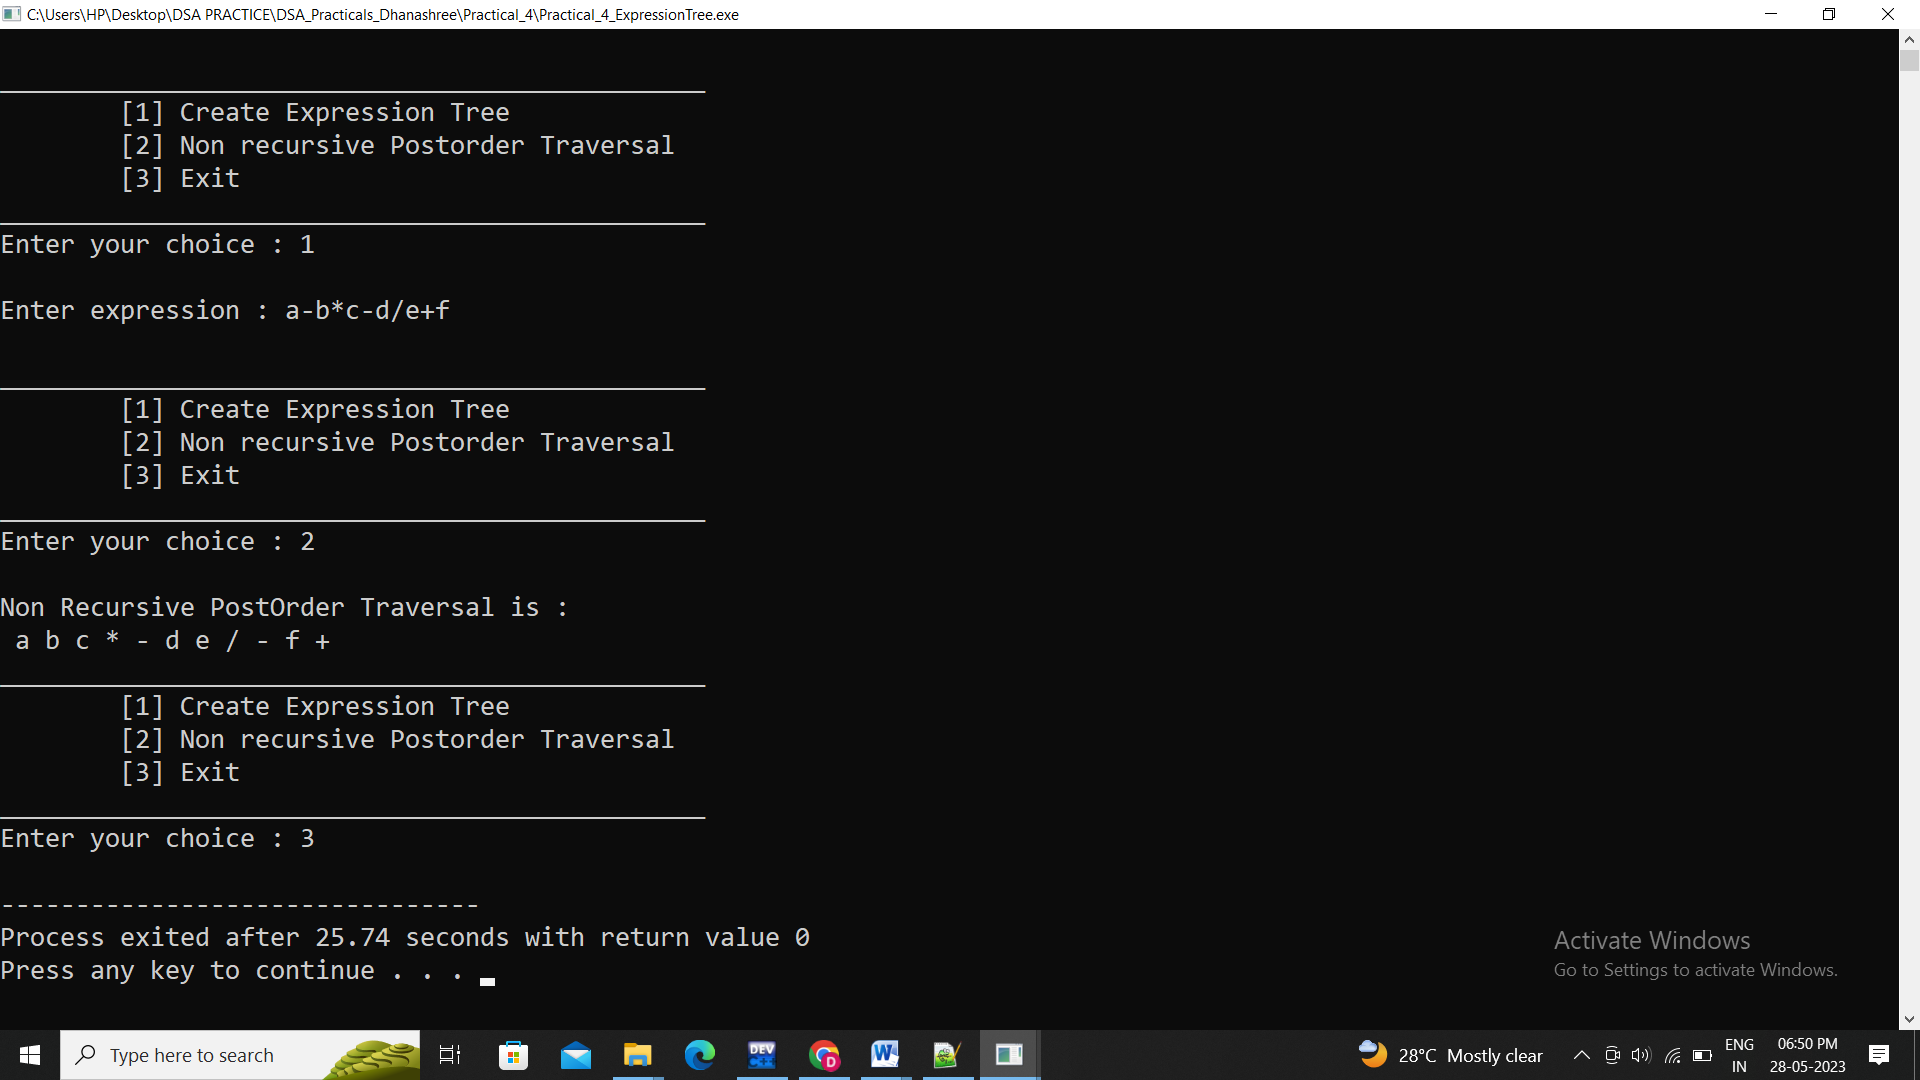 C:\Users\HP\Desktop\DSA PRACTICE\DSA_Practicals_Dhanashree\Practical_4\Practical_4_ExpressionTree.exe
[1] Create Expression Tree
[2] Non recursive Postorder Traversal
[3] Exit
Enter your choice : 1
Enter expression : a-b*c-d/e+f
[1] Create Expression Tree
[2] Non recursive Postorder Traversal
[3] Exit
Enter your choice : 2
Non Recursive PostOrder Traversal is :
a b c * - d e / - f +
[1] Create Expression Tree
[2] Non recursive Postorder Traversal
[3] Exit
Enter your choice : 3
--------------------------------
Process exited after 25.74 seconds with return value 0
Press any key to continue . . .
Activate Windows
Go to Settings to activate Windows.
Type here to search
DEV
C++
D
W
28°C Mostly clear
ENG
IN
06:50 PM
28-05-2023